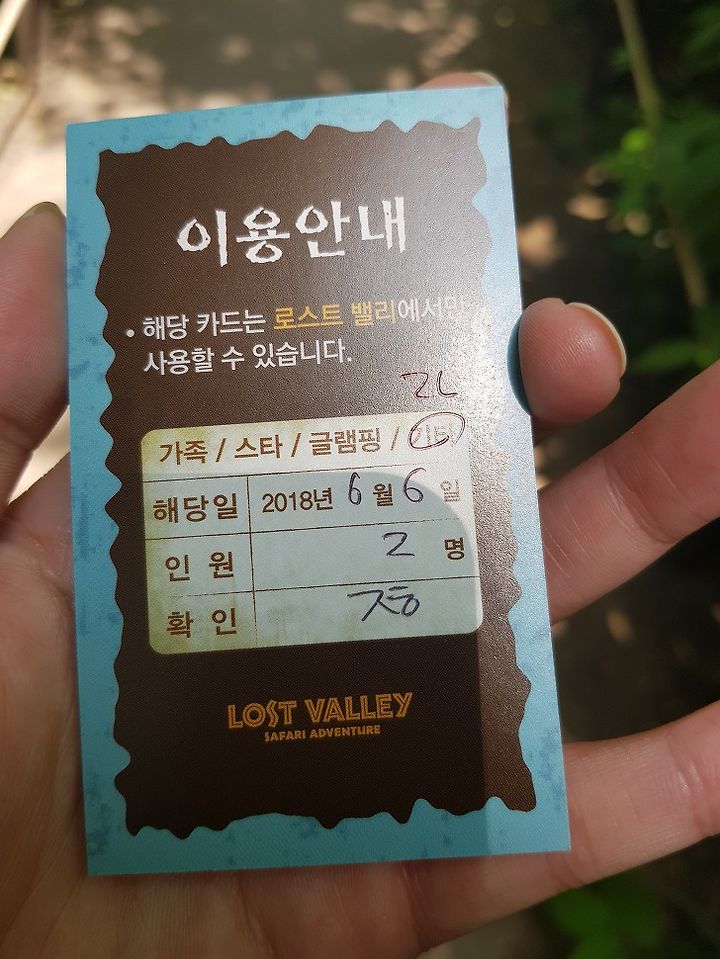 이용안내
• 해당 카드는 로스트 밸리에서만
사용할 수 있습니다.
가족 / 스타 / 글램핑 / 기타
해당일 2018년 6월 6일
인 원 2 명
확 인
LOST VALLEY
SAFARI ADVENTURE